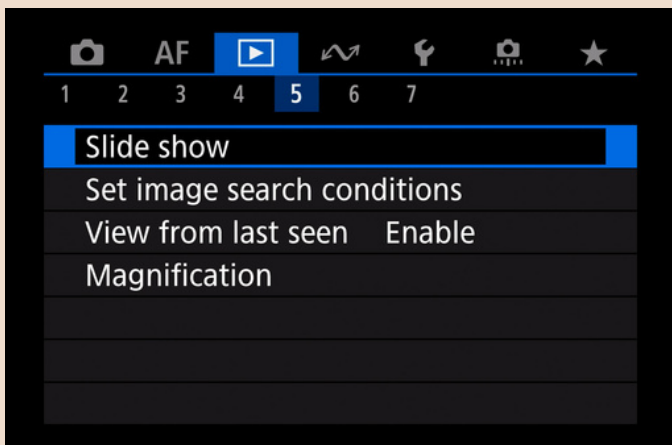 AF
1 2 3 4 5 6 7
Slide show
Set image search conditions
View from last seen Enable
Magnification